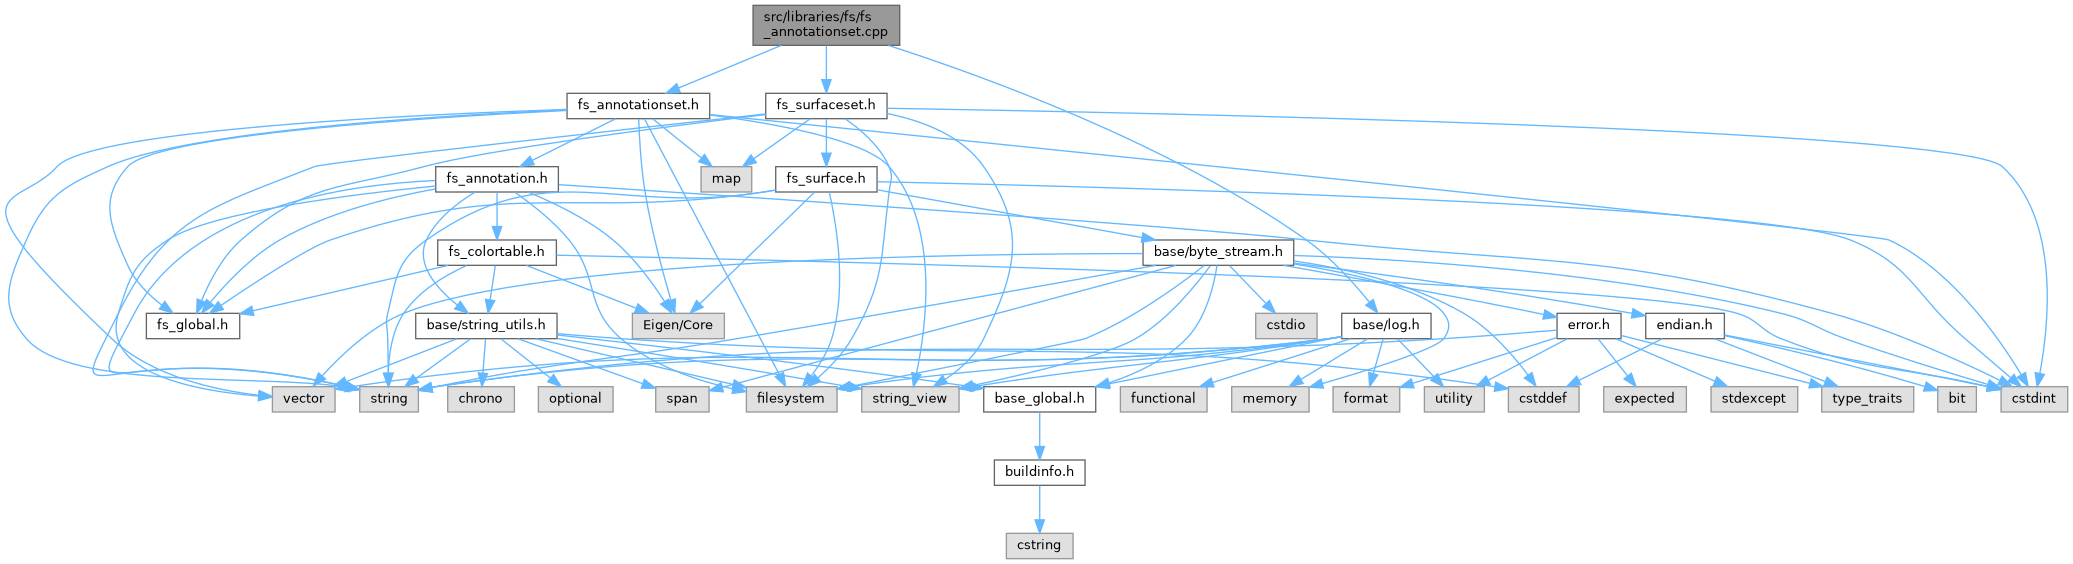 src/libraries/fs/fs
_annotationset.cpp
fs_annotationset.h
fs_surfaceset.h
fs_annotation.h
map
fs_surface.h
fs_colortable.h
base/byte_stream.h
fs_global.h
base/string_utils.h
Eigen/Core
cstdio
base/log.h
error.h
endian.h
vector
string
chrono
optional
span
filesystem
string_view
base_global.h
functional
memory
format
utility
cstddef
expected
stdexcept
type_traits
bit
cstdint
buildinfo.h
cstring